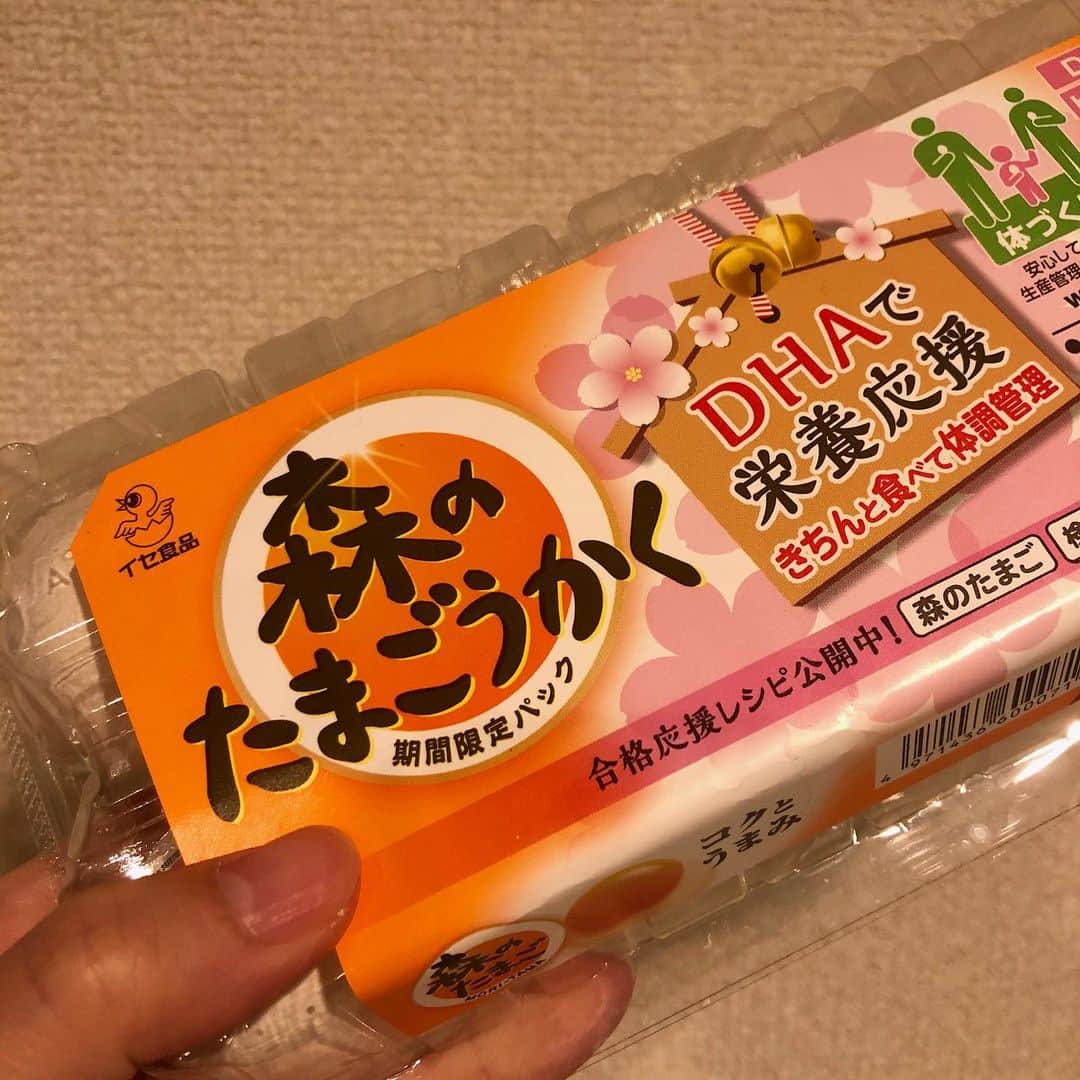 イセ食品
森の
たまごうかく
期間限定パック
DHAで
栄養応援
きちんと食べて体調管理
体づく
安心して
生産管理
合格応援レシピ公開中!
森のたまご
コクと
うまみ
森の
たまご